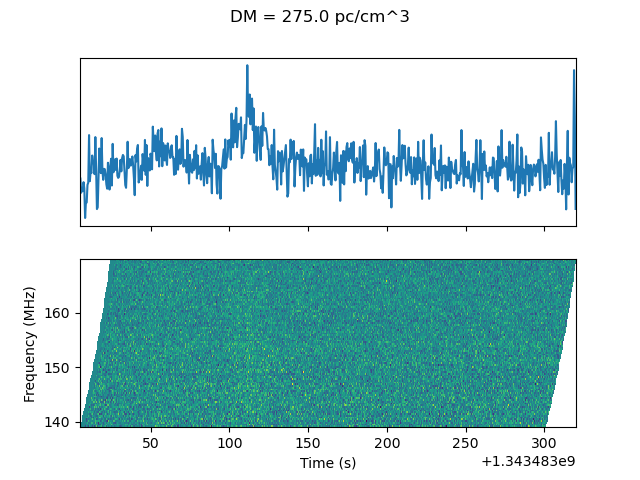 DM = 275.0 pc/cm^3
Frequency (MHz)
160
150
140
50 100 150 200 250 300
Time (s)
+1.343483e9